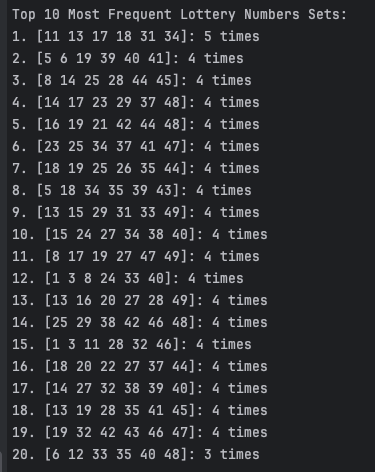 Top 10 Most Frequent Lottery Numbers Sets:
1. [11 13 17 18 31 34]: 5 times
2. [5 6 19 39 40 41]: 4 times
3. [8 14 25 28 44 45]: 4 times
4. [14 17 23 29 37 48]: 4 times
5. [16 19 21 42 44 48]: 4 times
6. [23 25 34 37 41 47]: 4 times
7. [18 19 25 26 35 44]: 4 times
8. [5 18 34 35 39 43]: 4 times
9. [13 15 29 31 33 49]: 4 times
10. [15 24 27 34 38 40]: 4 times
11. [8 17 19 27 47 49]: 4 times
12. [1 3 8 24 33 40]: 4 times
13. [13 16 20 27 28 49]: 4 times
14. [25 29 38 42 46 48]: 4 times
15. [1 3 11 28 32 46]: 4 times
16. [18 20 22 27 37 44]: 4 times
17. [14 27 32 38 39 40]: 4 times
18. [13 19 28 35 41 45]: 4 times
19. [19 32 42 43 46 47]: 4 times
20. [6 12 33 35 40 48]: 3 times